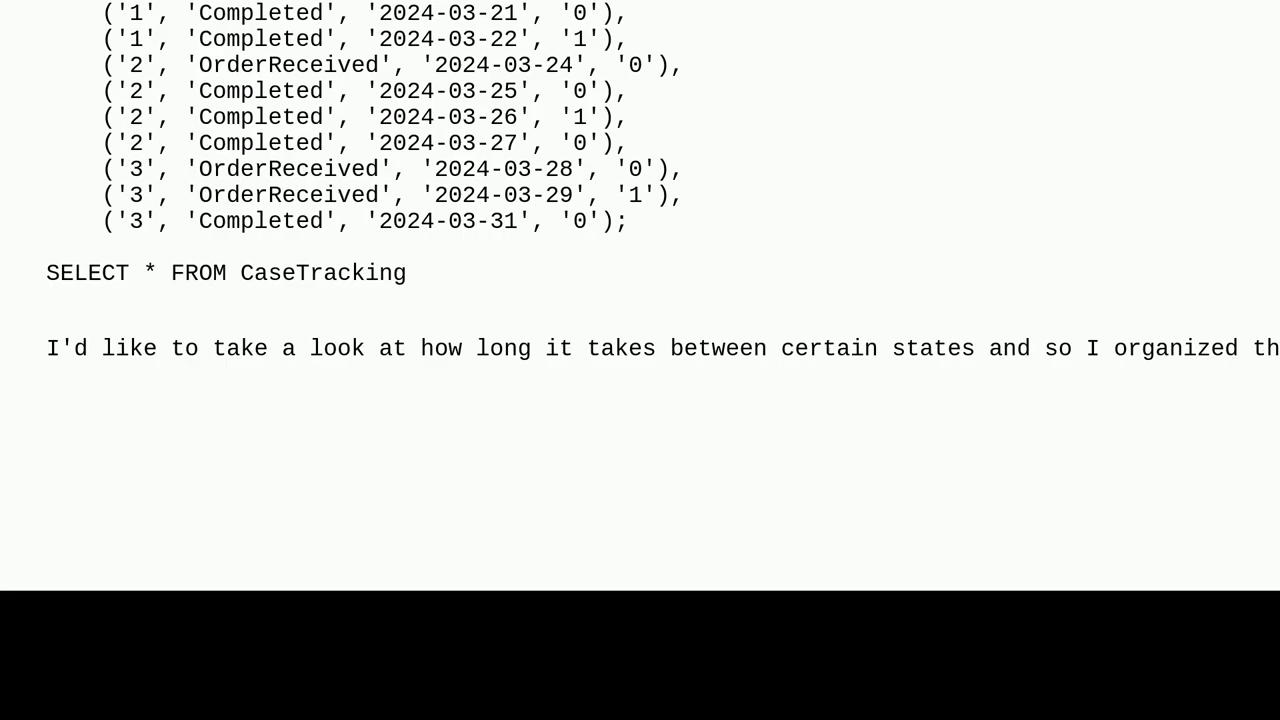 ('1', 'Completed', '2024-03-21', '0'),
('1', 'Completed', '2024-03-22', '1'),
('2', 'OrderReceived', '2024-03-24', '0'),
('2', 'Completed', '2024-03-25', '0'),
('2', 'Completed', '2024-03-26', '1'),
('2', 'Completed', '2024-03-27', '0'),
('3', 'OrderReceived', '2024-03-28', '0'),
('3', 'OrderReceived', '2024-03-29', '1'),
('3', 'Completed', '2024-03-31', '0');
SELECT * FROM CaseTracking
I'd like to take a look at how long it takes between certain states and so I organized th